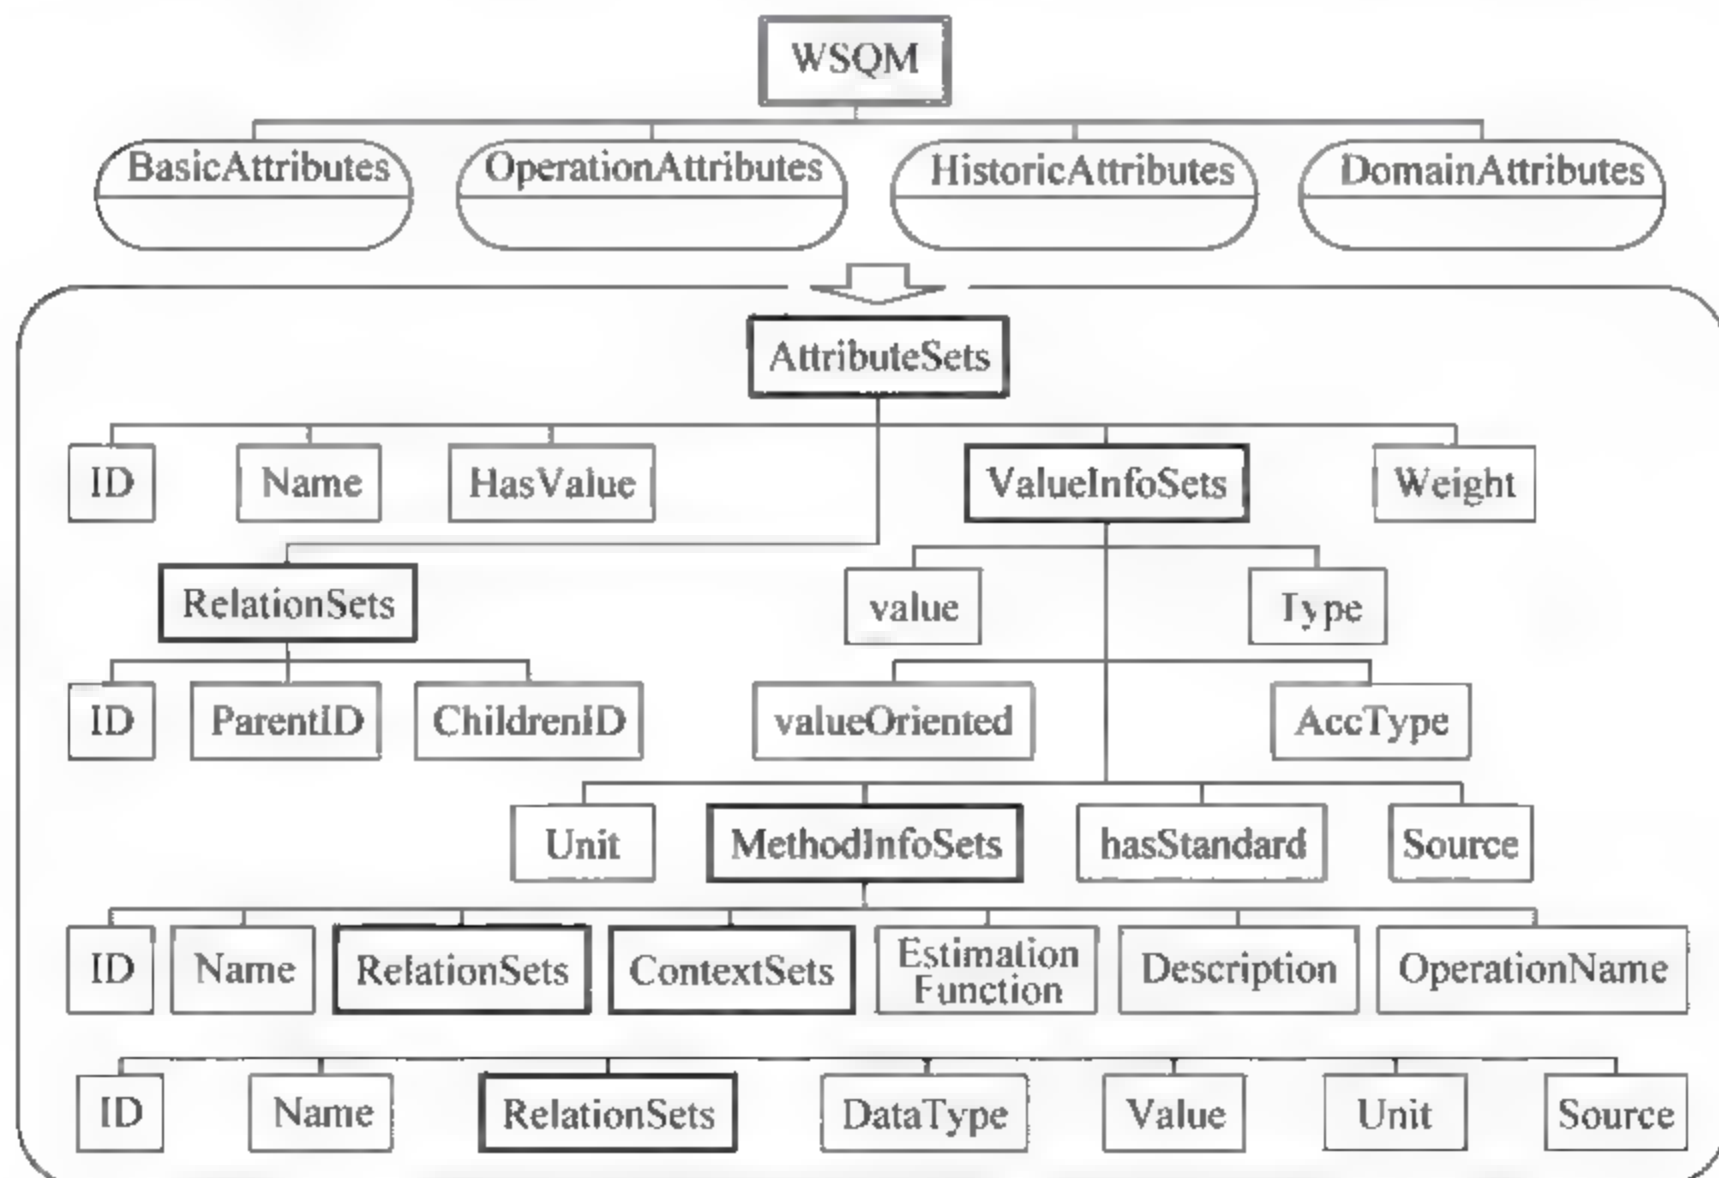 WSQM
BasicAttributes
OperationAttributes
HistoricAttributes
DomainAttributes
AttributeSets
ID
Name
HasValue
ValueInfoSets
Weight
RelationSets
value
Type
ID
ParentID
ChildrenID
valueOriented
AccType
Unit
MethodInfoSets
hasStandard
Source
ID
Name
RelationSets
ContextSets
Estimation
Function
Description
OperationName
ID
Name
RelationSets
DataType
Value
Unit
Source